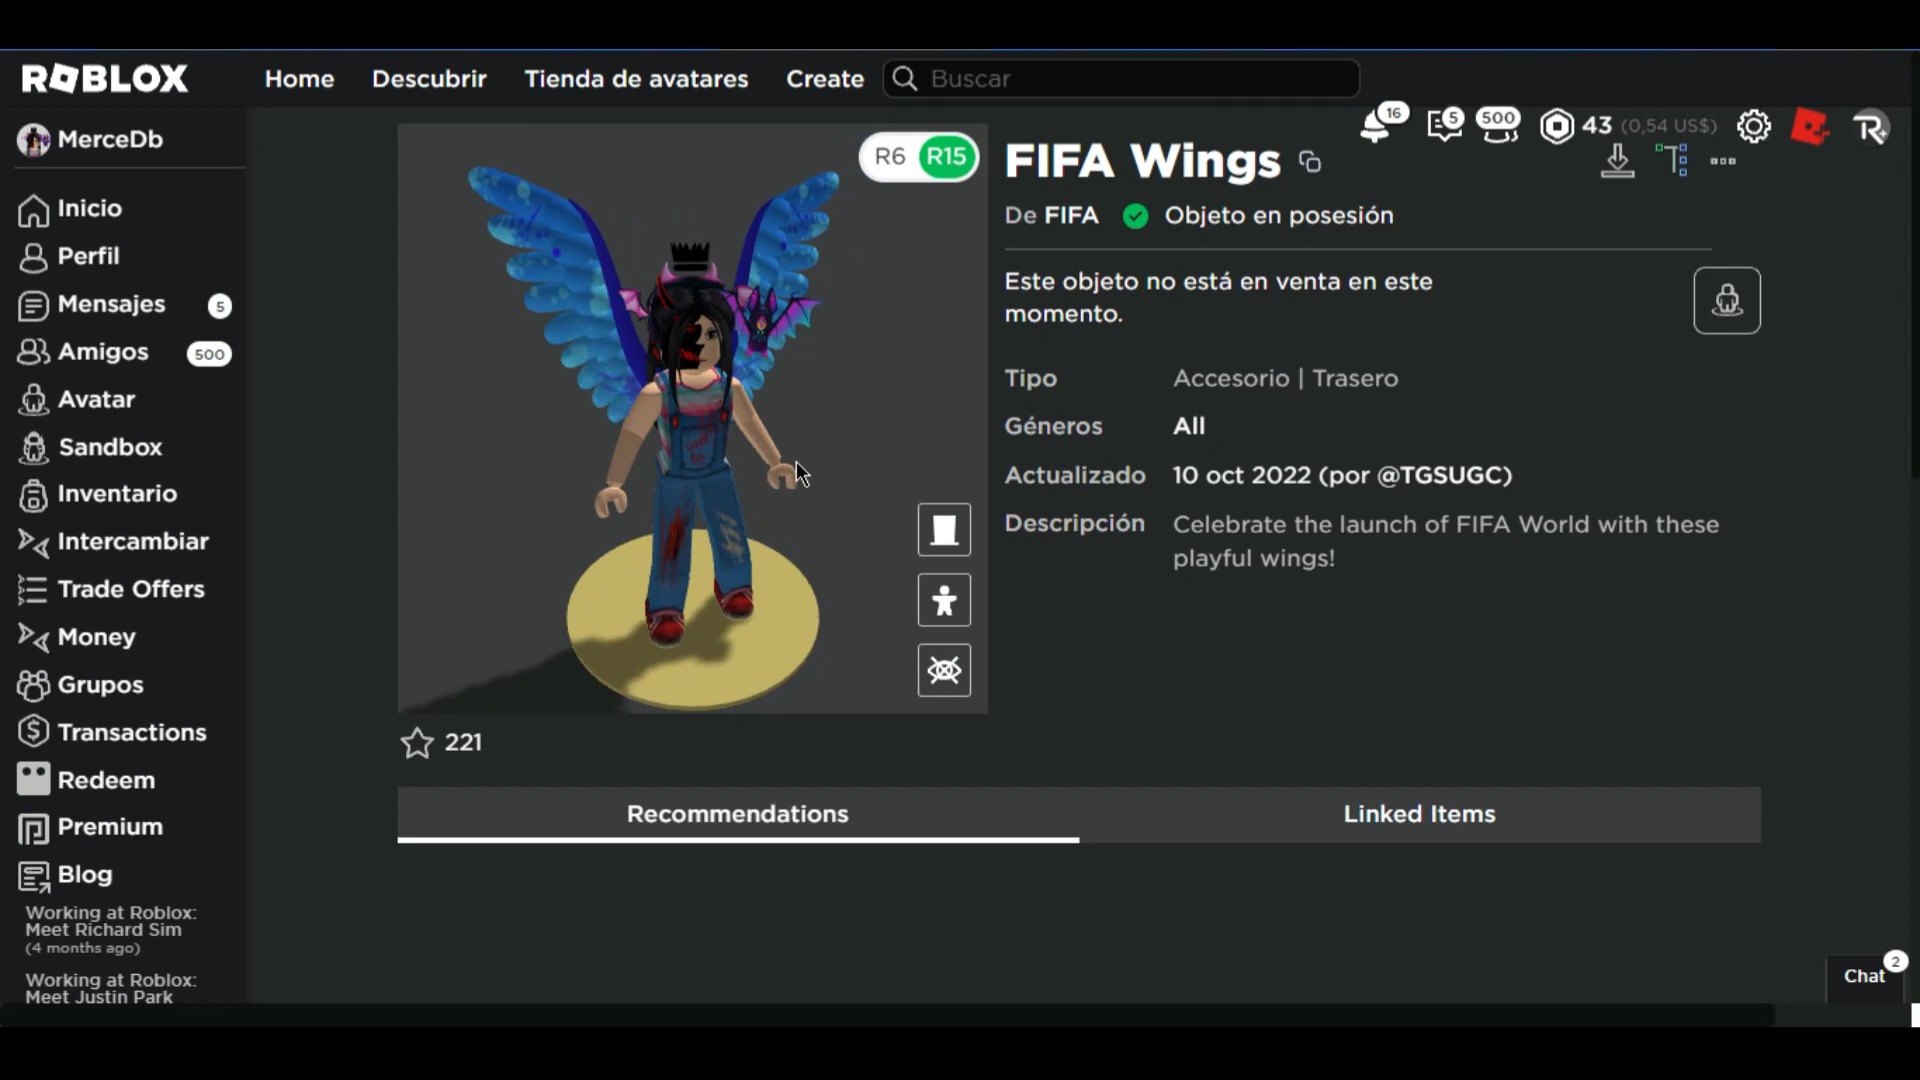 ROBLOX
Home
Descubrir
Tienda de avatares
Create
Buscar
16
5
500
43 (0,54 US$)
MerceDb
Inicio
Perfil
Mensajes
5
Amigos
500
Avatar
Sandbox
Inventario
Intercambiar
Trade Offers
Money
Grupos
Transactions
Redeem
Premium
Blog
Working at Roblox:
Meet Richard Sim
(4 months ago)
Working at Roblox:
Meet Justin Park
R6 R15
221
FIFA Wings
De FIFA Objeto en posesión
Este objeto no está en venta en este
momento.
Tipo Accesorio | Trasero
Géneros All
Actualizado 10 oct 2022 (por @TGSUGC)
Descripción Celebrate the launch of FIFA World with these
playful wings!
Recommendations
Linked Items
Chat
2